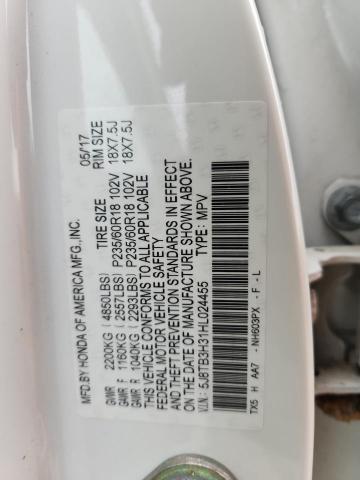 MFD.BY HONDA OF AMERICA MFG.,INC. 05/17
TIRE SIZE RIM SIZE
GVWR 2200KG (4850LBS)
GAWR F 1160KG (2557LBS) P235/60R18 102V 18X7.5J
GAWR R 1040KG (2293LBS) P235/60R18 102V 18X7.5J
THIS VEHICLE CONFORMS TO ALL APPLICABLE
FEDERAL MOTOR VEHICLE SAFETY
AND THEFT PREVENTION STANDARDS IN EFFECT
ON THE DATE OF MANUFACTURE SHOWN ABOVE.
V.I.N.: 5J8TB3H31HL024455 TYPE: MPV
TX5 H AA7 - NH603PX - F - L